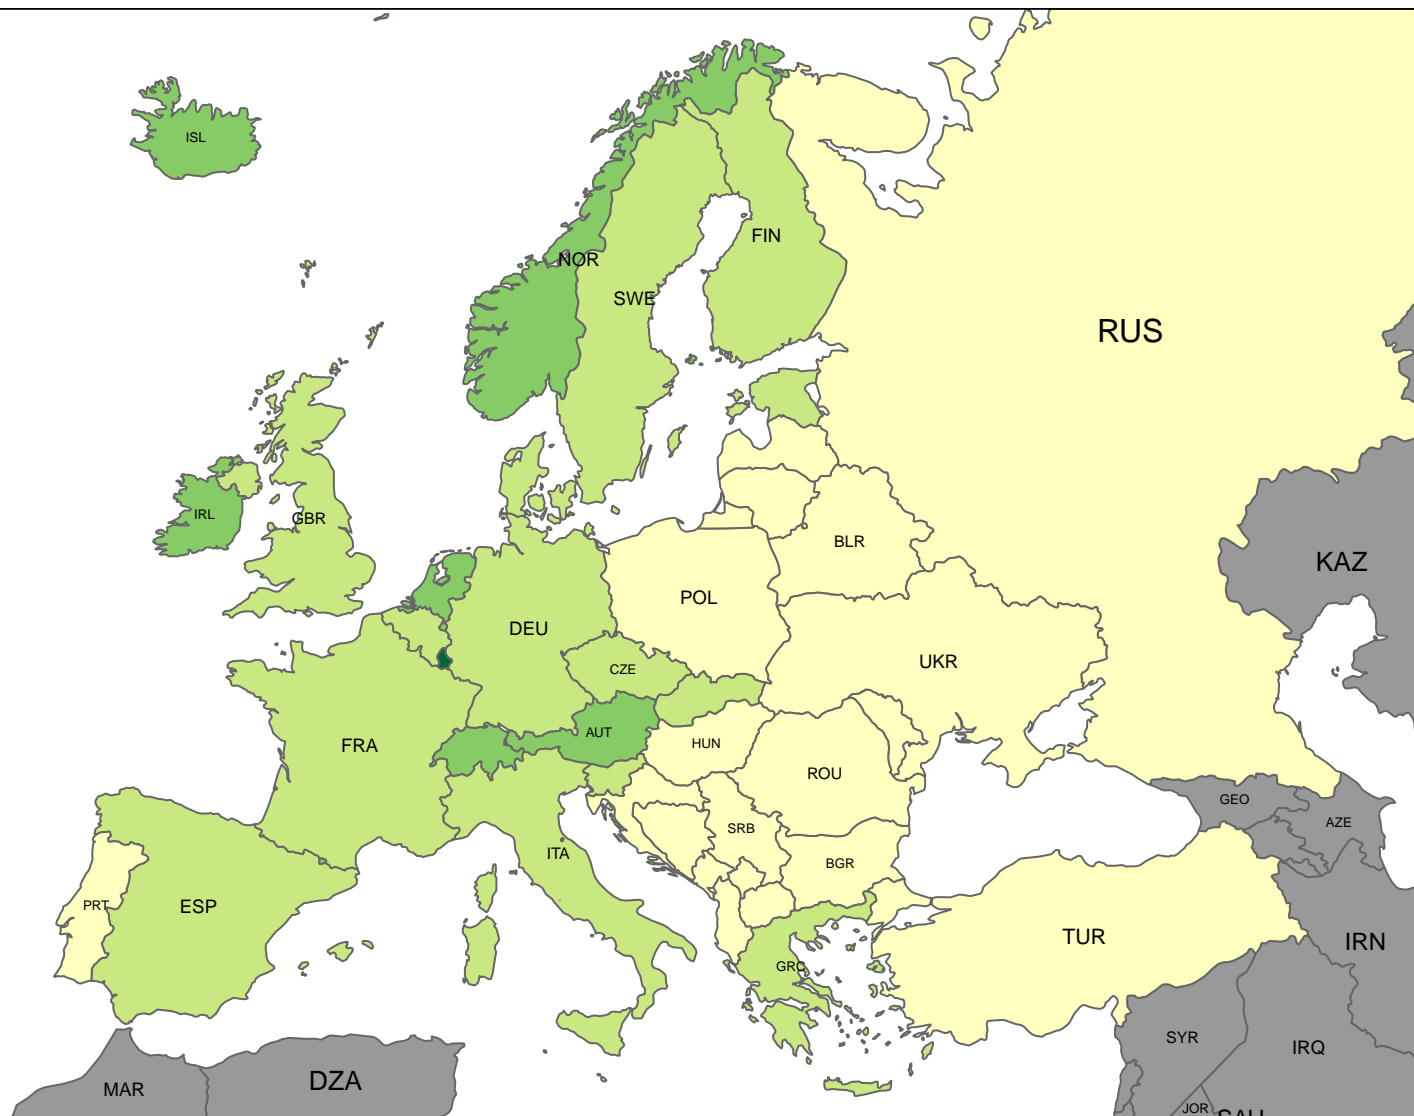 ISL
FIN
NOR
SWE
RUS
IRL
GBR
BLR
KAZ
POL
DEU
CZE
UKR
AUT
FRA
HUN
ROU
GEO
AZE
SRB
ITA
BGR
PRT
ESP
TUR
IRN
GRC
SYR
IRQ
DZA
MAR
JOR
SAU